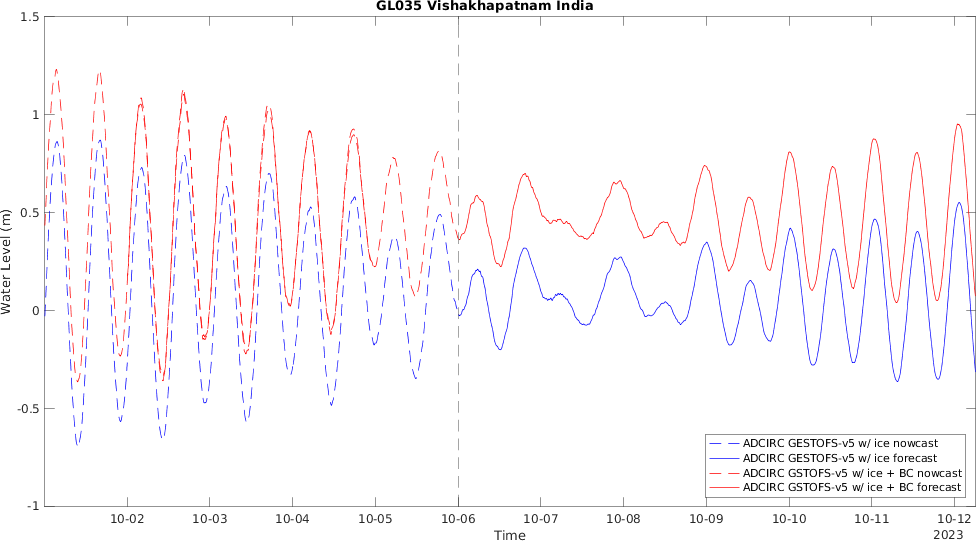 GL035 Vishakhapatnam India
1.5
1
0.5
0
-0.5
-1
Water Level (m)
10-02 10-03 10-04 10-05 10-06 10-07 10-08 10-09 10-10 10-11 10-12
2023
Time
ADCIRC GESTOFS-v5 w/ ice nowcast
ADCIRC GESTOFS-v5 w/ ice forecast
ADCIRC GSTOFS-v5 w/ ice + BC nowcast
ADCIRC GSTOFS-v5 w/ ice + BC forecast